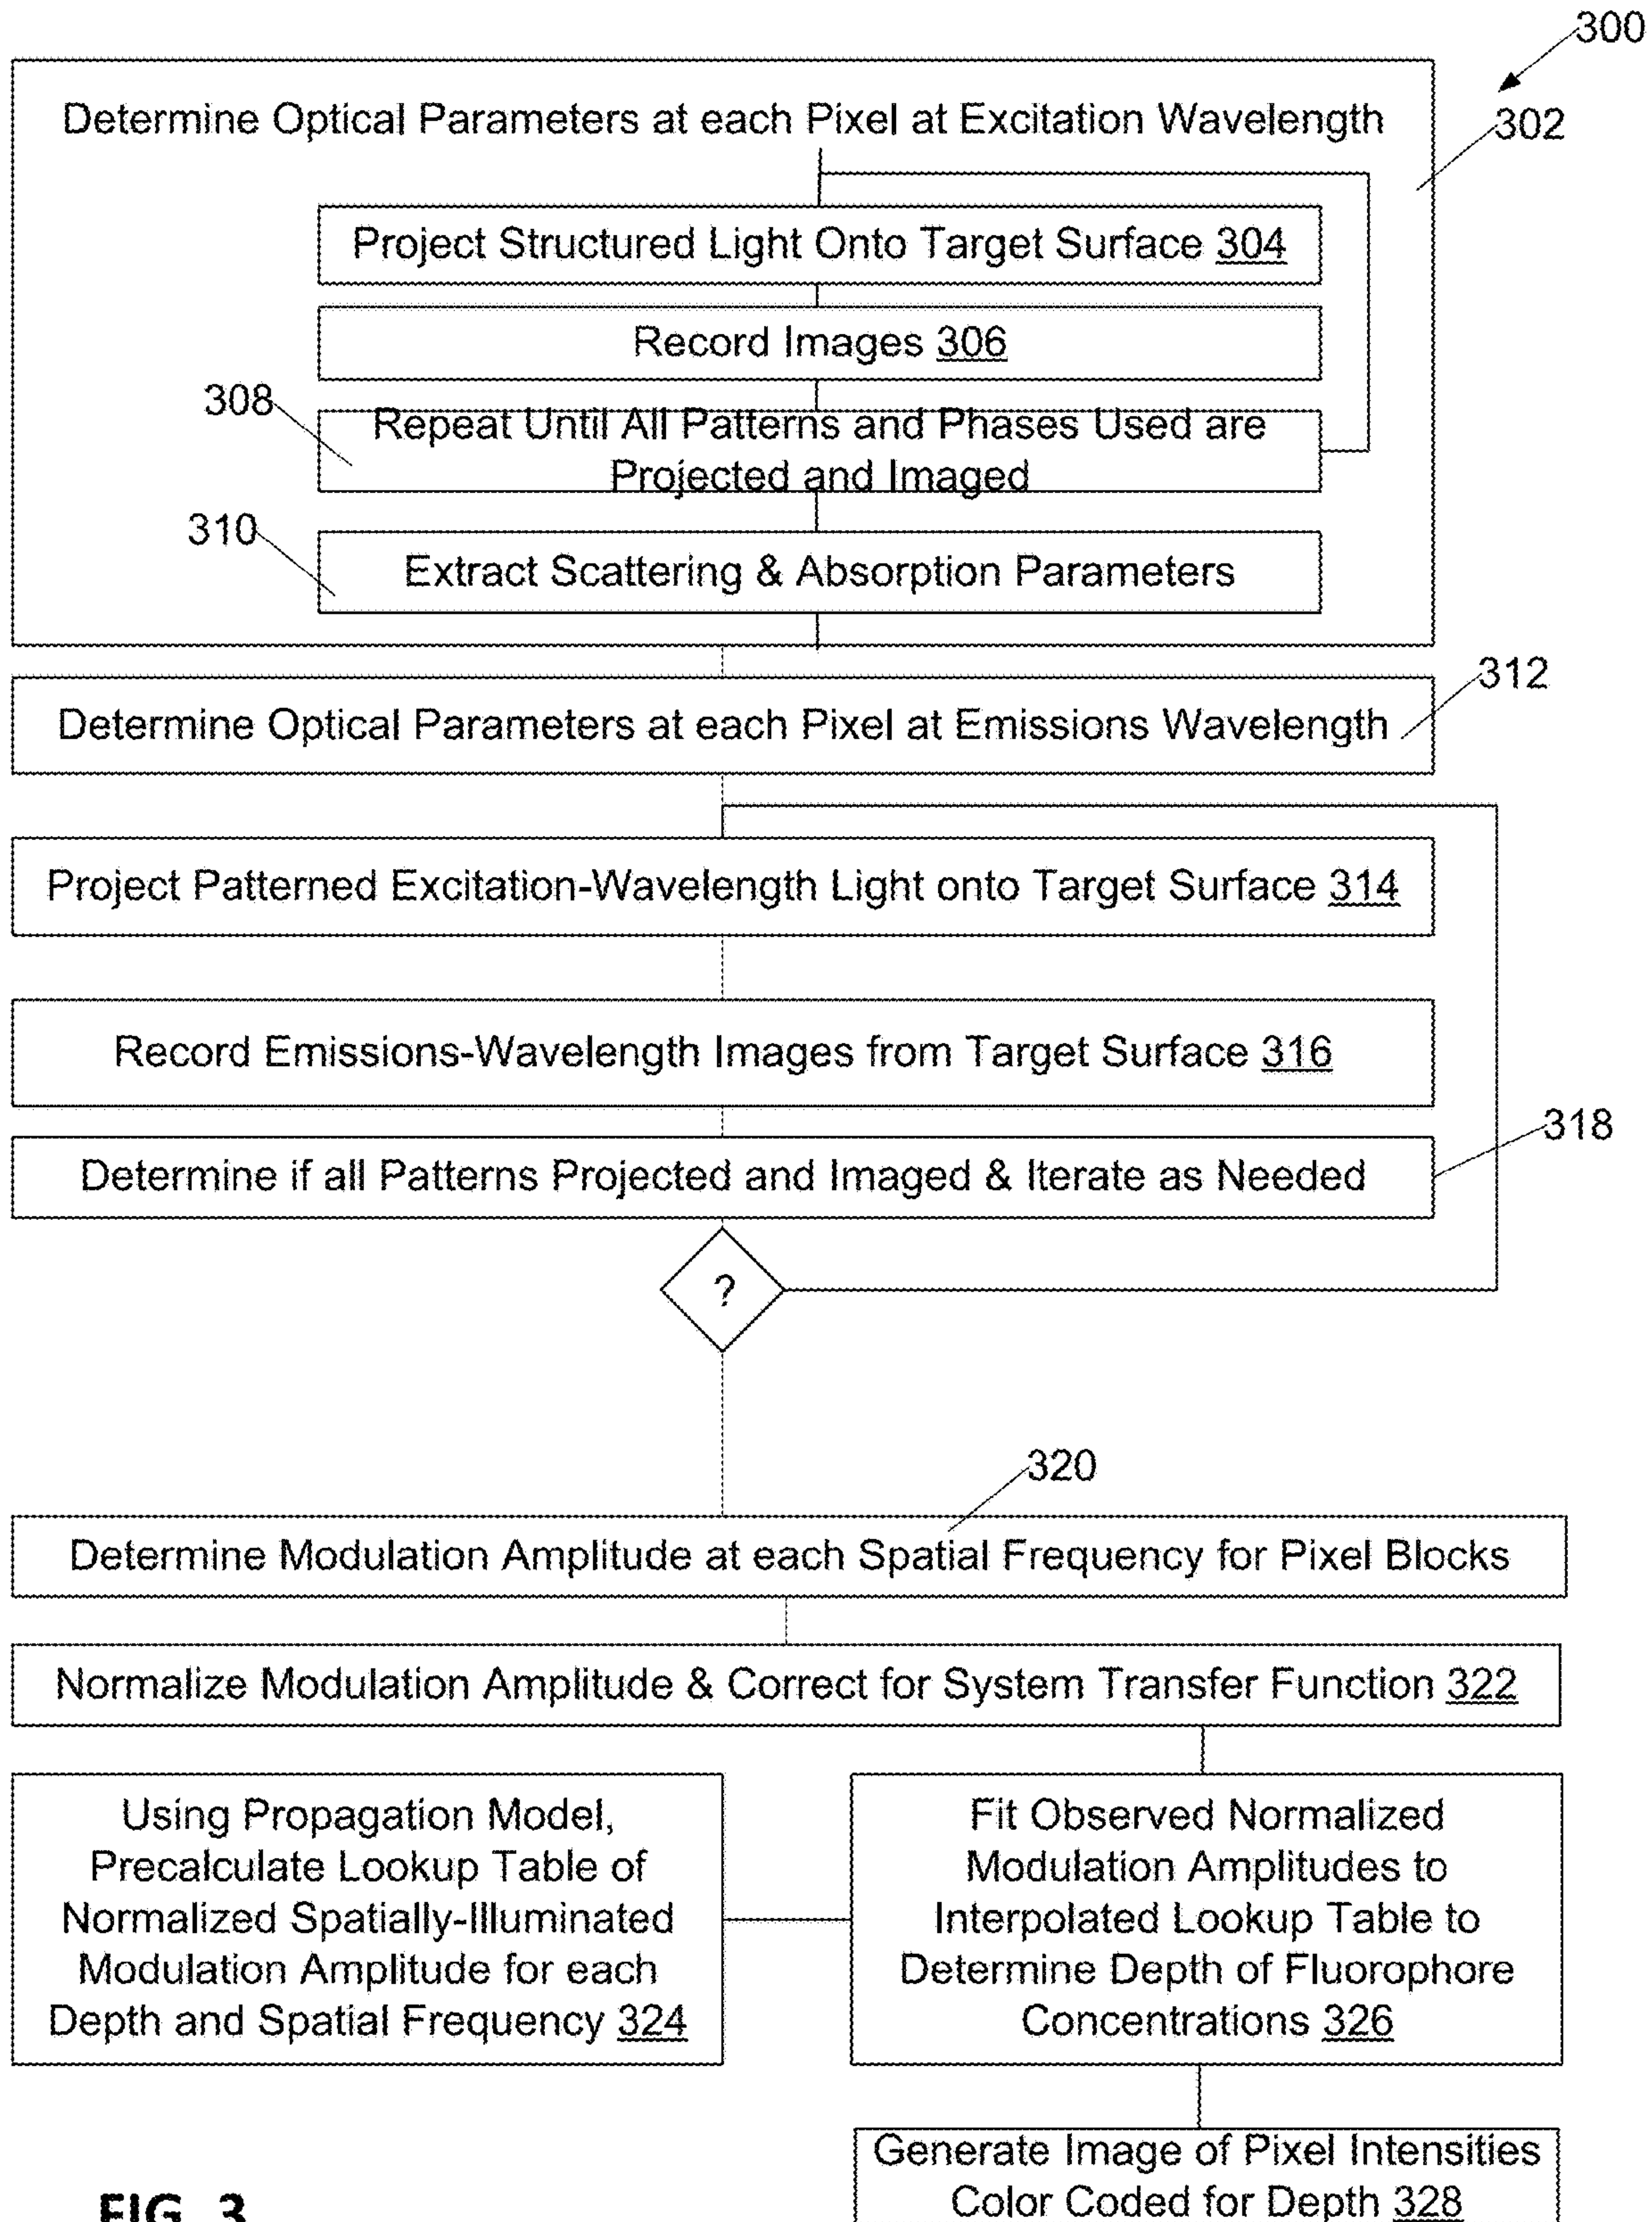 300
Determine Optical Parameters at each Pixel at Excitation Wavelength
302
Project Structured Light Onto Target Surface 304
Record Images 306
308
Repeat Until All Patterns and Phases Used are
Projected and Imaged
310
Extract Scattering & Absorption Parameters
312
Determine Optical Parameters at each Pixel at Emissions Wavelength
Project Patterned Excitation-Wavelength Light onto Target Surface 314
Record Emissions-Wavelength Images from Target Surface 316
318
Determine if all Patterns Projected and Imaged & Iterate as Needed
?
320
Determine Modulation Amplitude at each Spatial Frequency for Pixel Blocks
Normalize Modulation Amplitude & Correct for System Transfer Function 322
Using Propagation Model,
Precalculate Lookup Table of
Normalized Spatially-Illuminated
Modulation Amplitude for each
Depth and Spatial Frequency 324
Fit Observed Normalized
Modulation Amplitudes to
Interpolated Lookup Table to
Determine Depth of Fluorophore
Concentrations 326
Generate Image of Pixel Intensities
Color Coded for Depth 328
FIG. 3